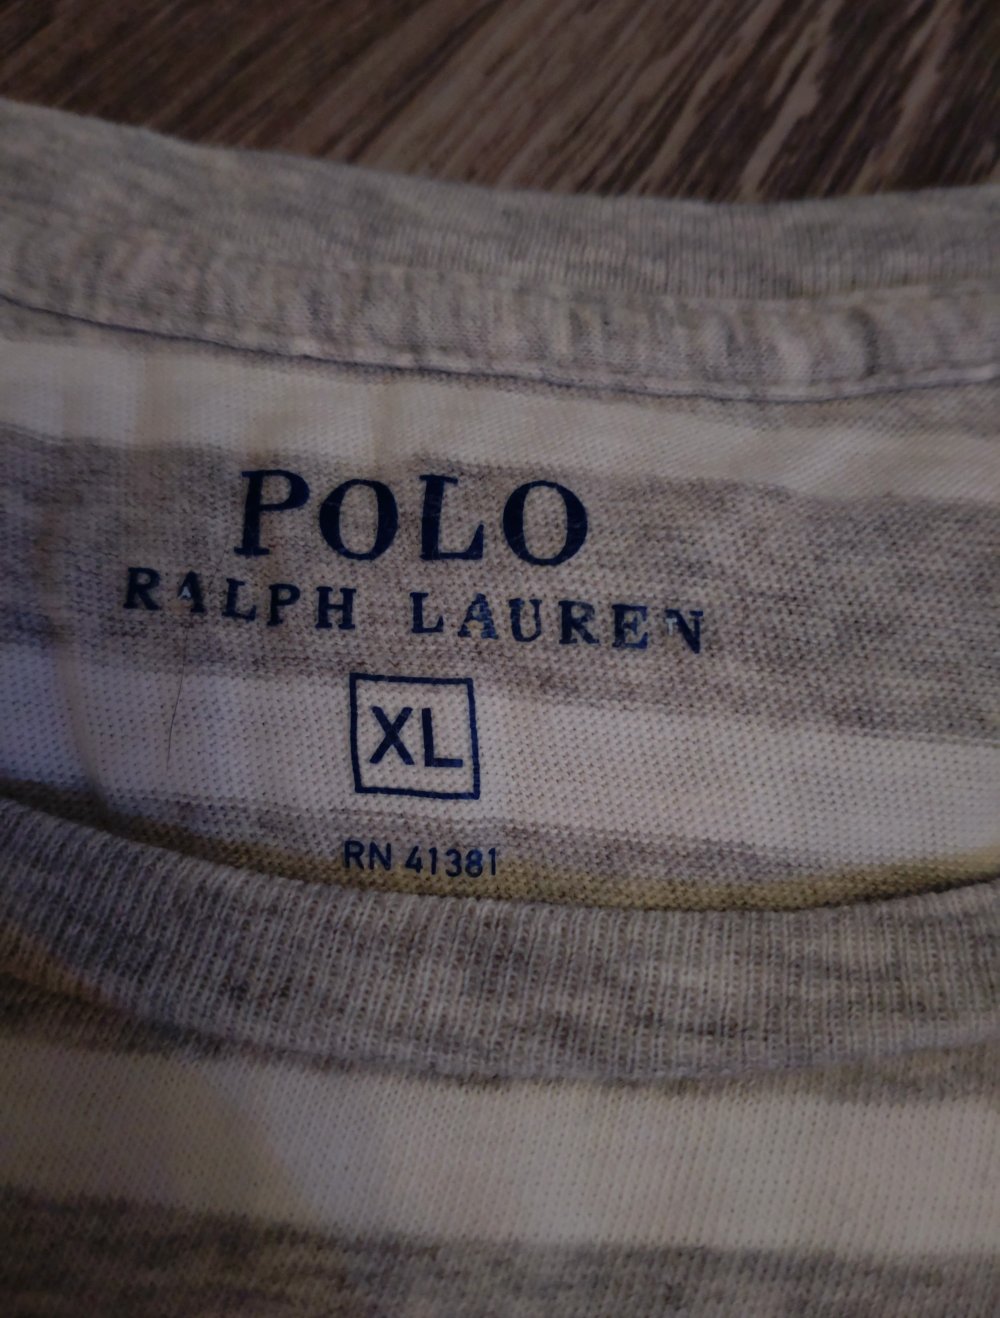 POLO
RALPH LAUREN
XL
RN 41381